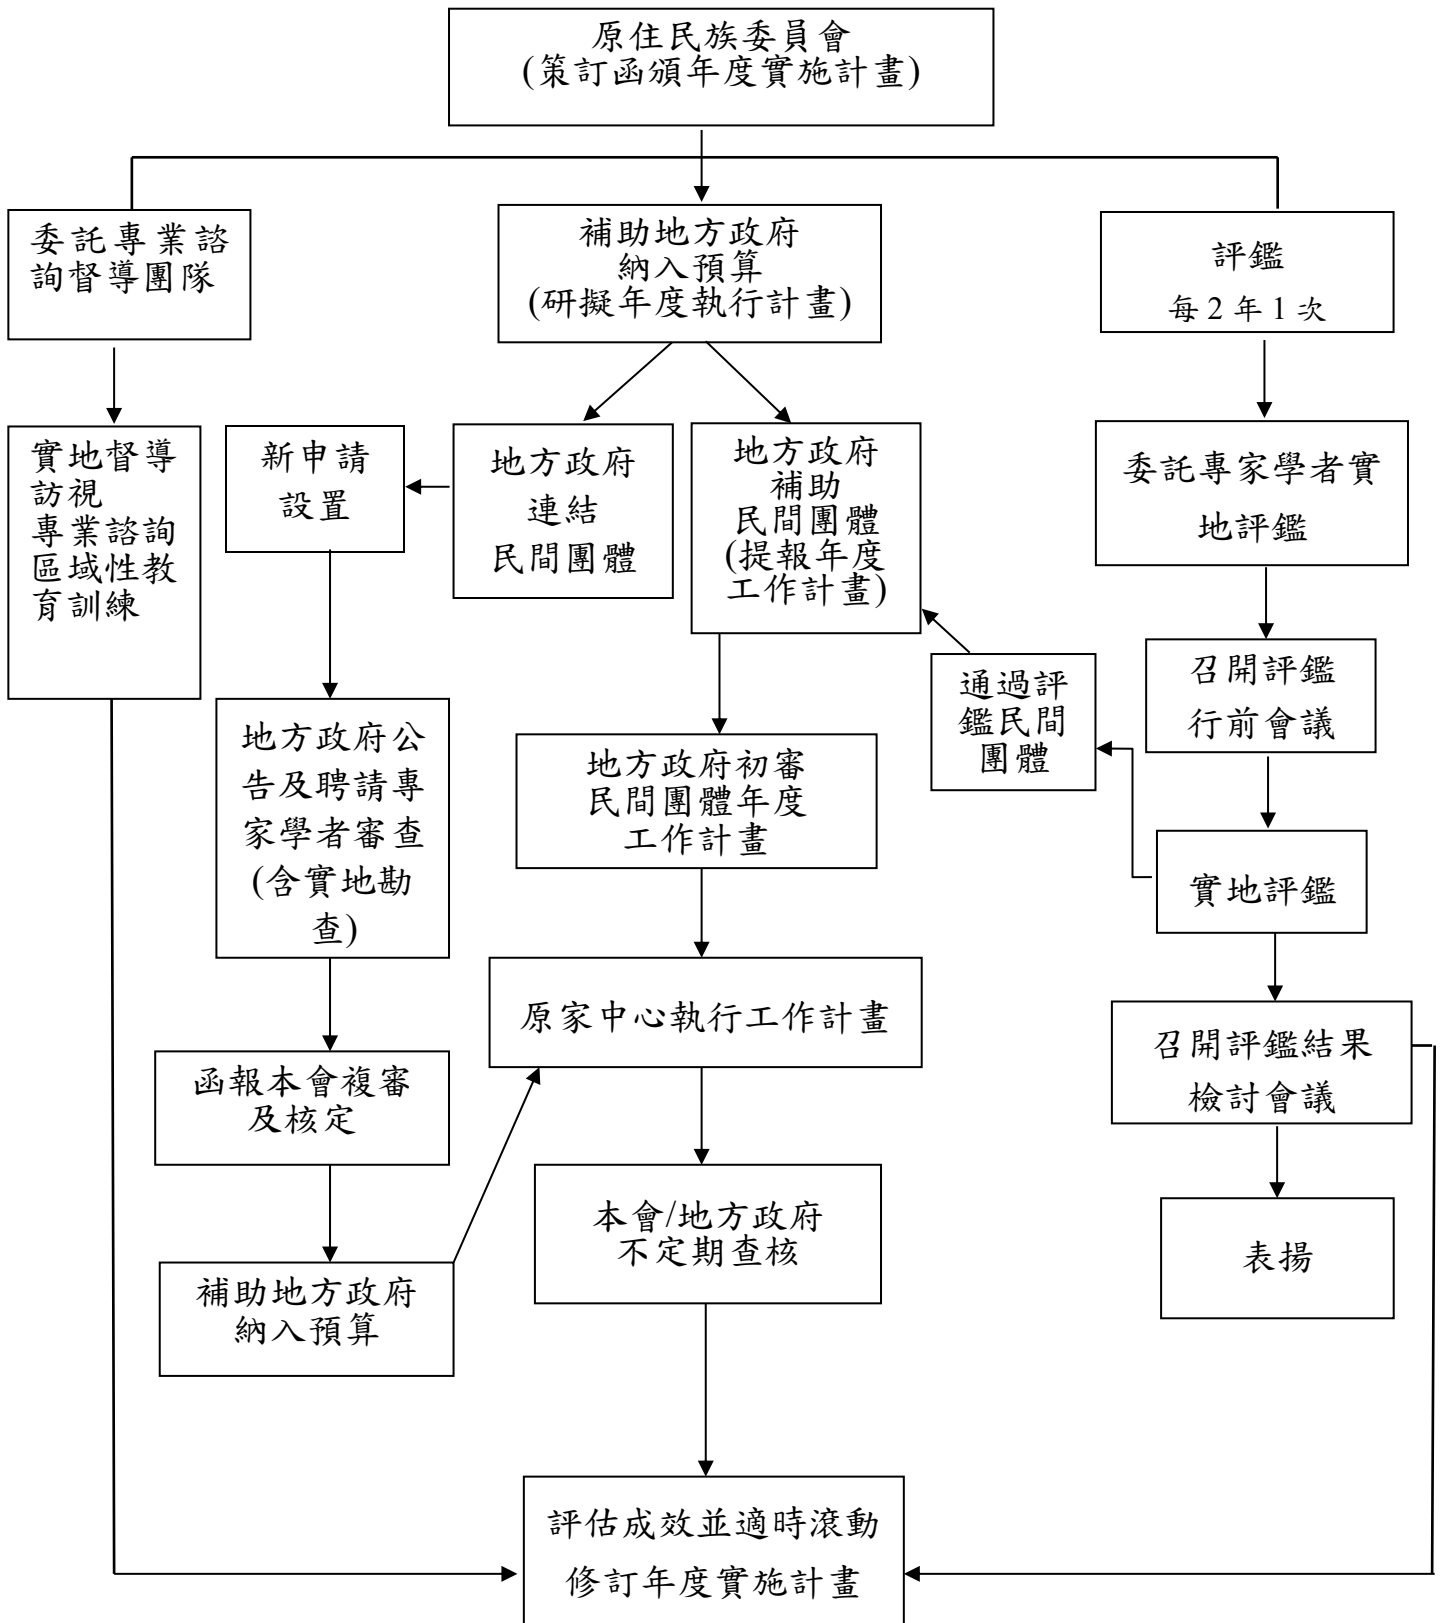 原住民族委員會
(策訂函頒年度實施計畫)
委託專業諮
詢督導團隊
補助地方政府
納入預算
(研擬年度執行計畫)
評鑑
每 2 年 1 次
實地督導
訪視
專業諮詢
區域性教
育訓練
新申請
設置
地方政府
連結
民間團體
地方政府
補助
民間團體
(提報年度
工作計畫)
委託專家學者實
地評鑑
召開評鑑
行前會議
通過評
鑑民間
團體
地方政府公
告及聘請專
家學者審查
(含實地勘
查)
地方政府初審
民間團體年度
工作計畫
實地評鑑
原家中心執行工作計畫
召開評鑑結果
檢討會議
函報本會複審
及核定
本會/地方政府
不定期查核
表揚
補助地方政府
納入預算
評估成效並適時滾動
修訂年度實施計畫